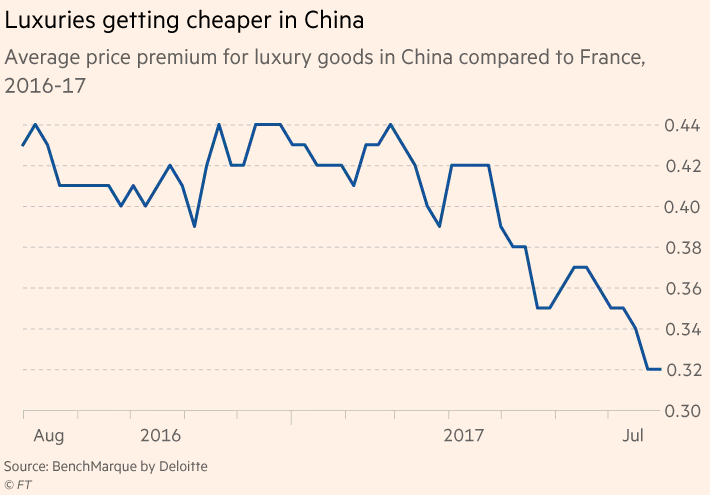 Luxuries getting cheaper in China
Average price premium for luxury goods in China compared to France,
2016-17
0.44
0.42
0.40
0.38
0.36
0.34
0.32
0.30
Aug 2016 2017 Jul
Source: BenchMarque by Deloitte
© FT